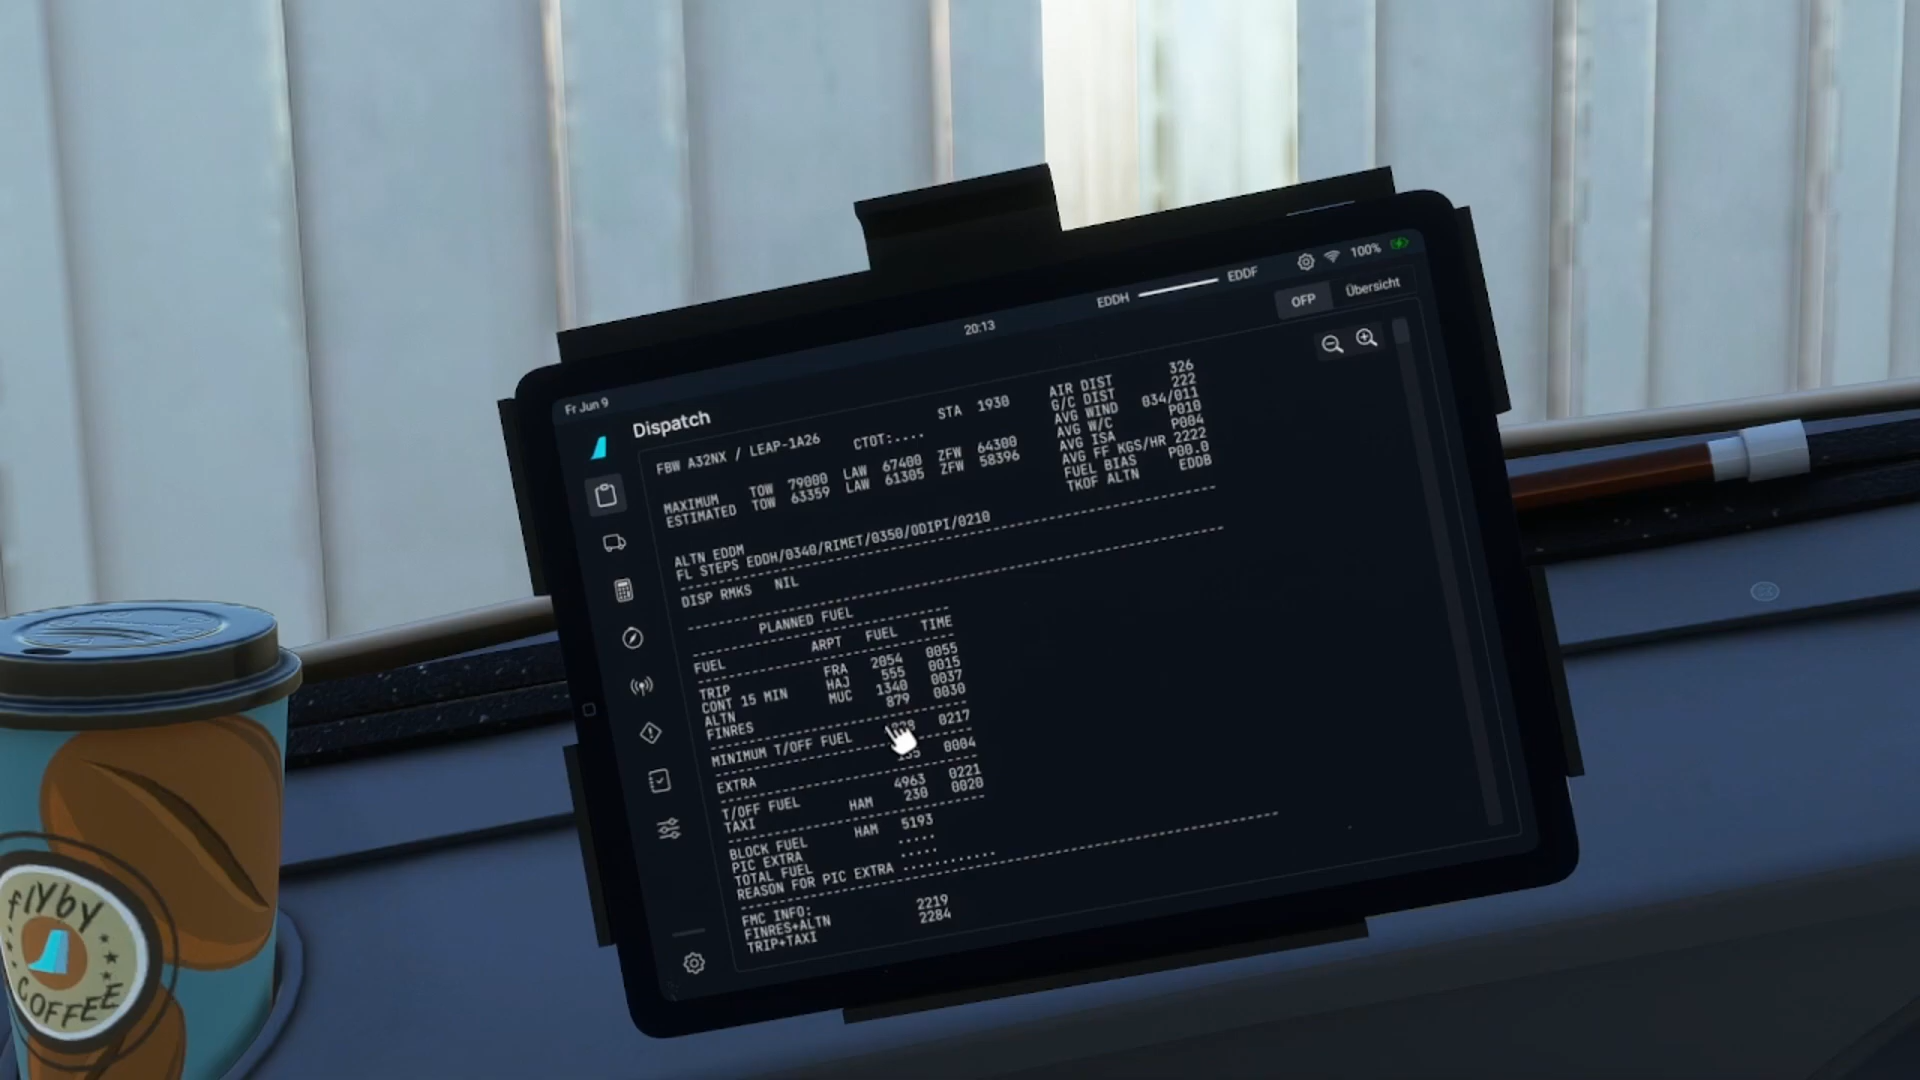 Fr Jun 9
20:13
EDDH EDDF
100%
Dispatch
OFP
Übersicht
FBW A32NX / LEAP-1A26 CTOT:.... STA 1930
MAXIMUM TOW 79000 LAW 67400 ZFW 64300
ESTIMATED TOW 63359 LAW 61305 ZFW 58396
AIR DIST 326
G/C DIST 222
AVG WIND 034/011
AVG W/C P010
AVG ISA P004
AVG FF KGS/HR 2222
FUEL BIAS P00.0
TKOF ALTN EDDB
ALTN EDDM
FL STEPS EDDH/0340/RIMET/0350/ODIPI/0210
DISP RMKS NIL
PLANNED FUEL
FUEL ARPT FUEL TIME
TRIP FRA 2054 0055
CONT 15 MIN HAJ 555 0015
ALTN MUC 1340 0037
FINRES 879 0030
MINIMUM T/OFF FUEL 0217
EXTRA 0004
T/OFF FUEL 4963 0221
TAXI HAM 230 0020
BLOCK FUEL HAM 5193
PIC EXTRA .....
TOTAL FUEL .....
REASON FOR PIC EXTRA ............
FMC INFO:
FINRES+ALTN 2219
TRIP+TAXI 2284
flyby
COFFEE